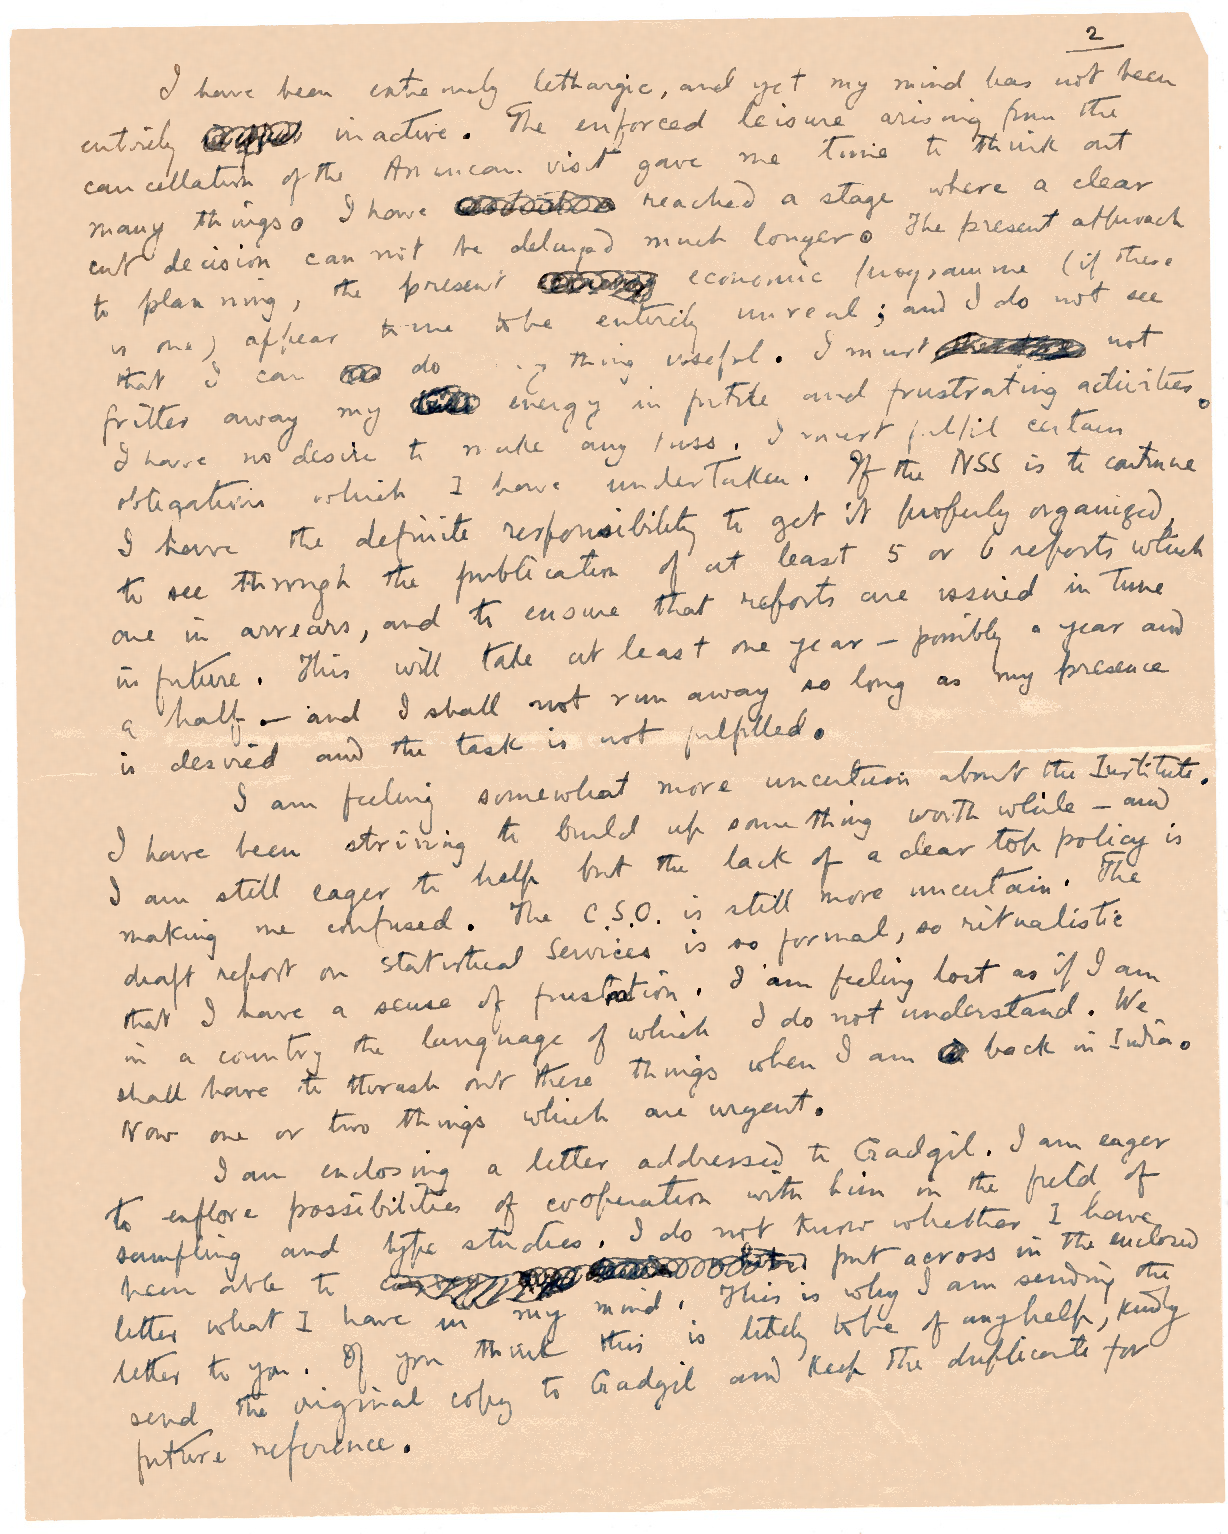 2
I have been extremely lethargic, and yet my mind has not been
entirely inactive. The enforced leisure arising from the
cancellation of the American visit gave me time to think out
many things. I have reached a stage where a clear
cut decision can not be delayed much longer. The present approach
to planning, the present economic programme (if there
is one) appear to me to be entirely unreal; and I do not see
that I can do thing useful. I must not
fritter away my energy in futile and frustrating activities.
I have no desire to make any fuss. I must fulfil certain
obligations which I have undertaken. If the NSS is to continue
I have the definite responsibility to get it properly organized,
to see through the publication of at least 5 or 6 reports which
are in arrears, and to ensure that reports are issued in time
in future. This will take at least one year — possibly a year and
a half — and I shall not run away so long as my presence
is desired and the task is not fulfilled.
I am feeling somewhat more uncertain about the Institute.
I have been striving to build up something worth while — and
I am still eager to help but the lack of a clear top policy is
making me confused. The C.S.O. is still more uncertain. The
draft report on Statistical Services is so formal, so ritualistic
that I have a sense of frustation. I am feeling lost as if I am
in a country the language of which I do not understand. We
shall have to thrash out these things when I am back in India.
Now one or two things which are urgent.
I am enclosing a letter addressed to Gadgil. I am eager
to explore possibilities of cooperation with him in the field of
sampling and type studies. I do not know whether I have
been able to put across in the enclosed
letter what I have in my mind. This is why I am sending the
letter to you. If you think this is likely to be of any help, kindly
send the original copy to Gadgil and keep the duplicate for
future reference.